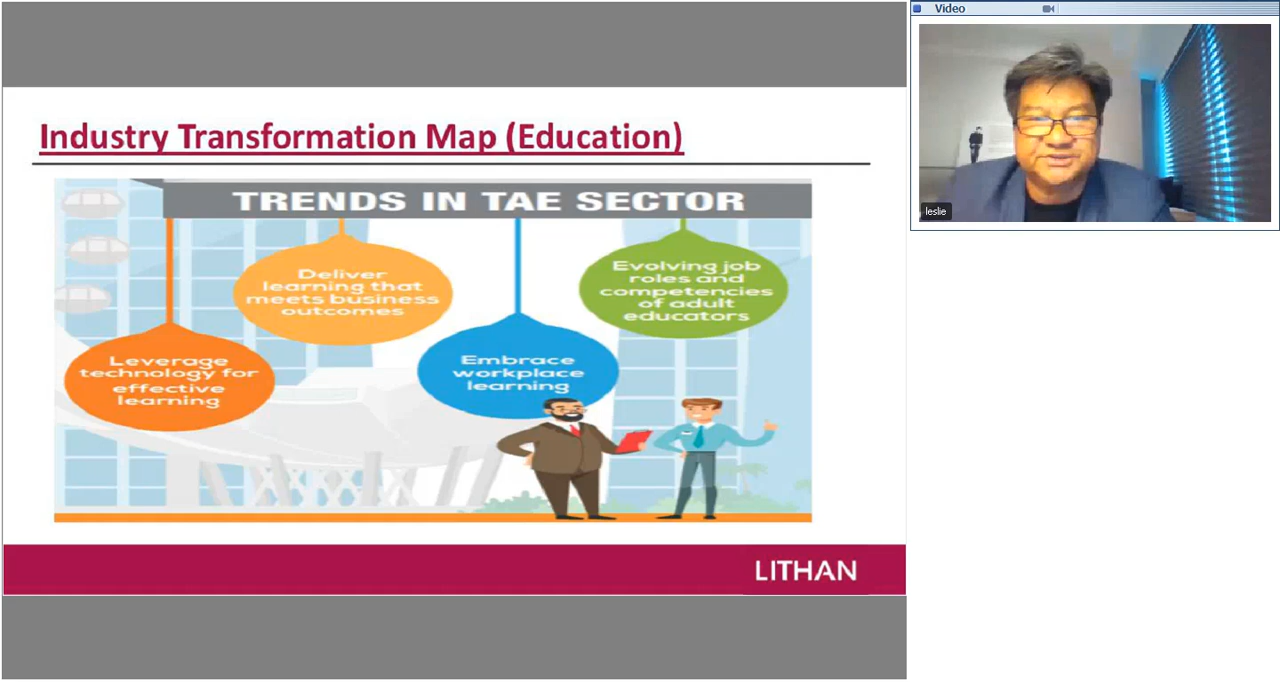 Industry Transformation Map (Education)
TRENDS IN TAE SECTOR
Leverage
technology for
effective
learning
Deliver
learning that
meets business
outcomes
Embrace
workplace
learning
Evolving job
roles and
competencies
of adult
educators
LITHAN
Video
leslie